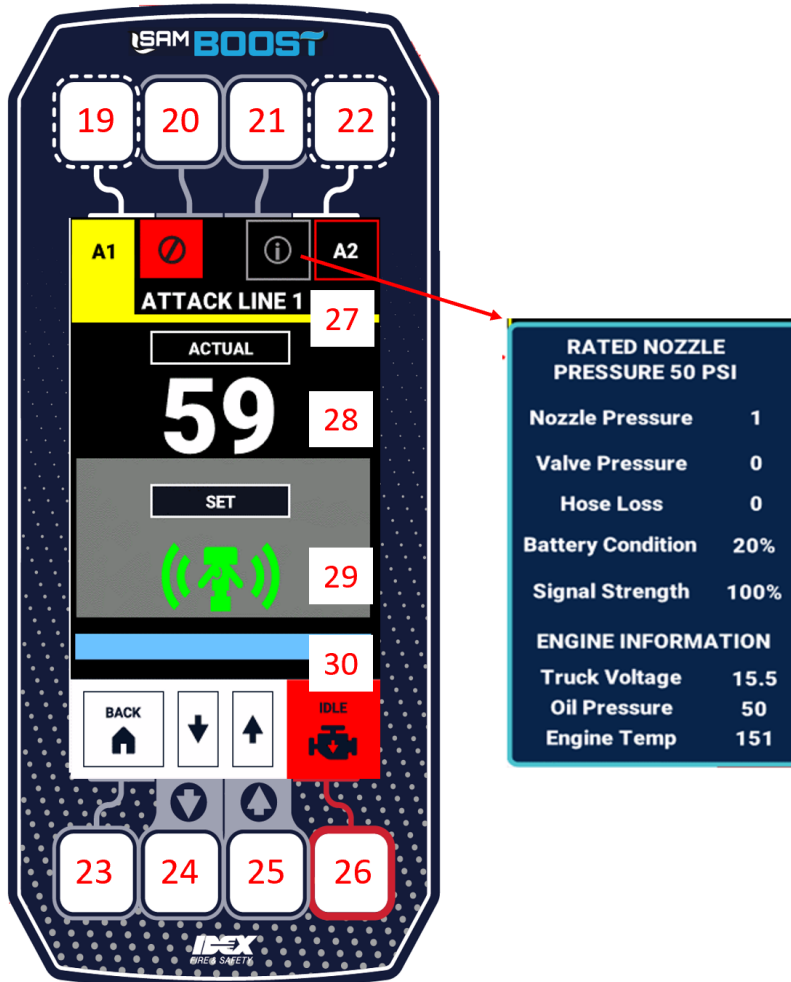 SAM BOOST
19 20 21 22
A1 A2
ATTACK LINE 1
27
ACTUAL
59
28
SET
29
30
BACK
IDLE
23 24 25 26
IDEX
FIRE & SAFETY
RATED NOZZLE
PRESSURE 50 PSI
Nozzle Pressure 1
Valve Pressure 0
Hose Loss 0
Battery Condition 20%
Signal Strength 100%
ENGINE INFORMATION
Truck Voltage 15.5
Oil Pressure 50
Engine Temp 151